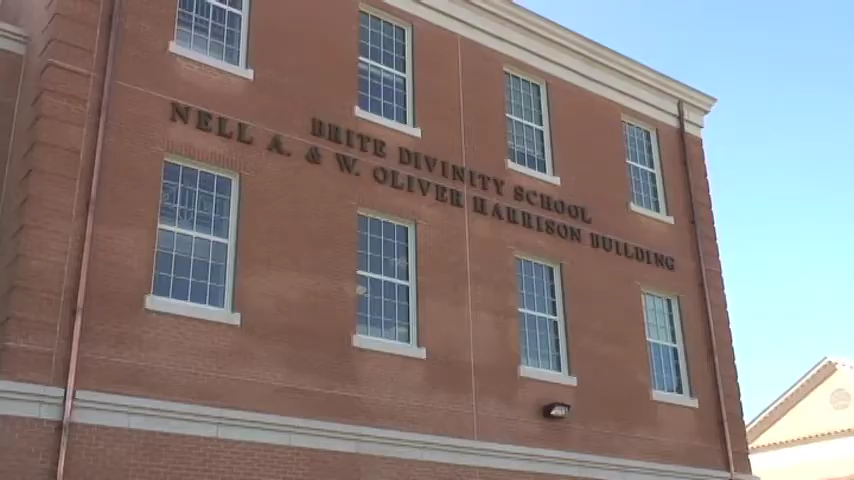 BRITE DIVINITY SCHOOL
NELL A. & W. OLIVER HARRISON BUILDING